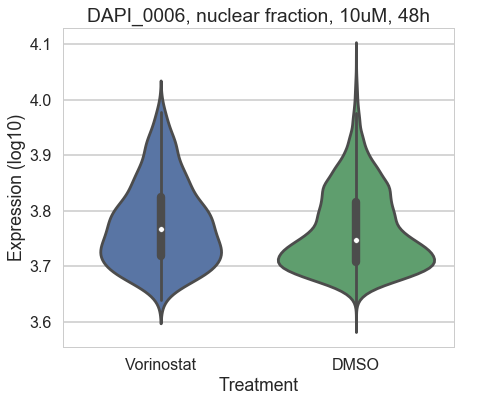 DAPI_0006, nuclear fraction, 10uM, 48h
Expression (log10)
4.1
4.0
3.9
3.8
3.7
3.6
Vorinostat DMSO
Treatment